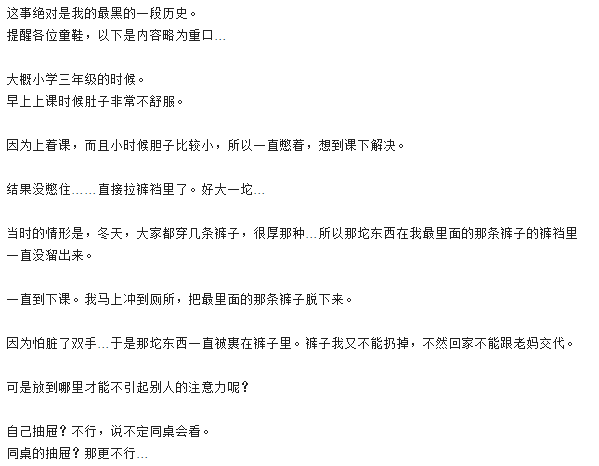 这事绝对是我的最黑的一段历史。
提醒各位童鞋，以下是内容略为重口…
大概小学三年级的时候。
早上上课时候肚子非常不舒服。
因为上着课，而且小时候胆子比较小，所以一直憋着，想到课下解决。
结果没憋住……直接拉裤裆里了。好大一坨…
当时的情形是，冬天，大家都穿几条裤子，很厚那种…所以那坨东西在我最里面的那条裤子的裤裆里
一直没溜出来。
一直到下课。我马上冲到厕所，把最里面的那条裤子脱下来。
因为怕脏了双手…于是那坨东西一直被裹在裤子里。裤子我又不能扔掉，不然回家不能跟老妈交代。
可是放到哪里才能不引起别人的注意力呢？
自己抽屉？不行，说不定同桌会看。
同桌的抽屉？那更不行…